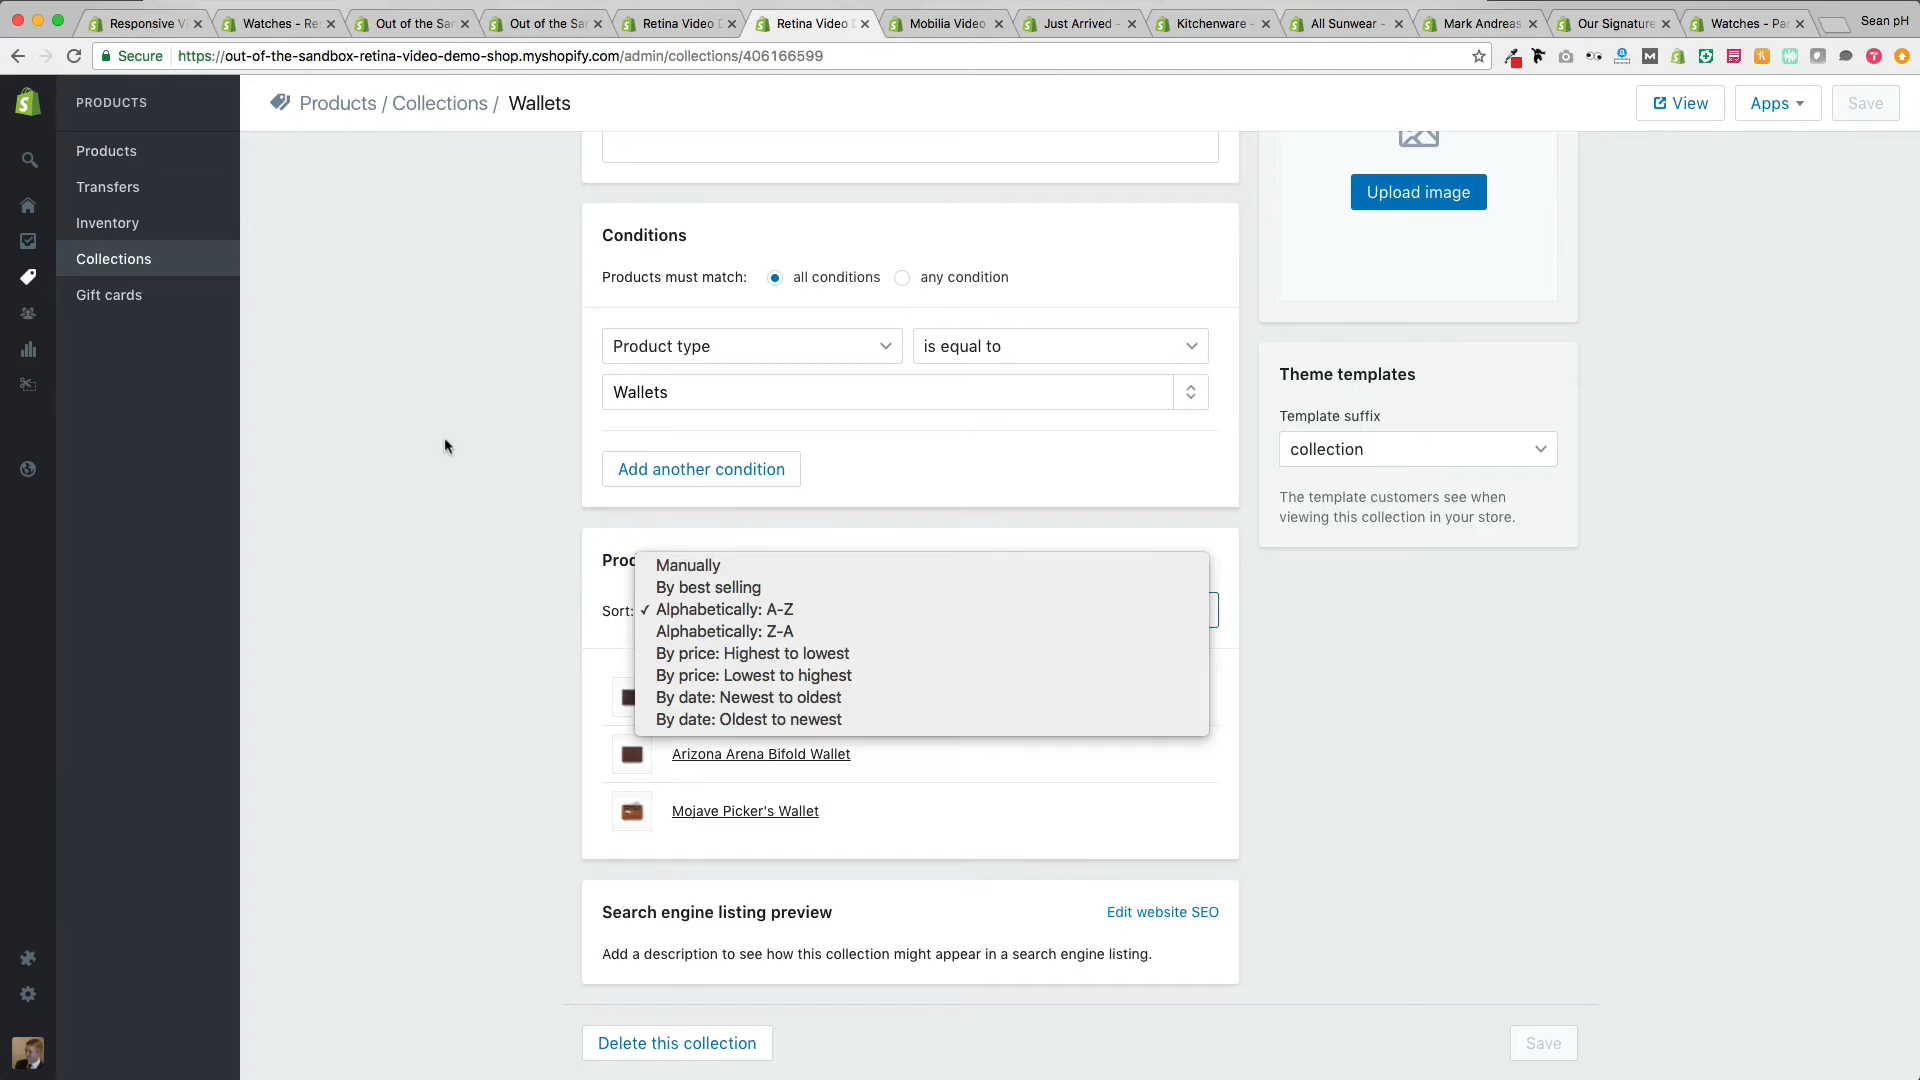 Responsive V
Watches - Re
Out of the Sar
Out of the Sar
Retina Video D
Retina Video D
Mobilia Video
Just Arrived -
Kitchenware -
All Sunwear -
Mark Andreas
Our Signature
Watches - Par
Sean pH
Secure
https://out-of-the-sandbox-retina-video-demo-shop.myshopify.com/admin/collections/406166599
PRODUCTS
Products / Collections / Wallets
View
Apps
Save
Products
Transfers
Inventory
Collections
Gift cards
Upload image
Conditions
Products must match: all conditions any condition
Product type
is equal to
Wallets
Add another condition
Theme templates
Template suffix
collection
The template customers see when
viewing this collection in your store.
Prod
Sort:
Manually
By best selling
✓ Alphabetically: A-Z
Alphabetically: Z-A
By price: Highest to lowest
By price: Lowest to highest
By date: Newest to oldest
By date: Oldest to newest
Arizona Arena Bifold Wallet
Mojave Picker's Wallet
Search engine listing preview
Edit website SEO
Add a description to see how this collection might appear in a search engine listing.
Delete this collection
Save